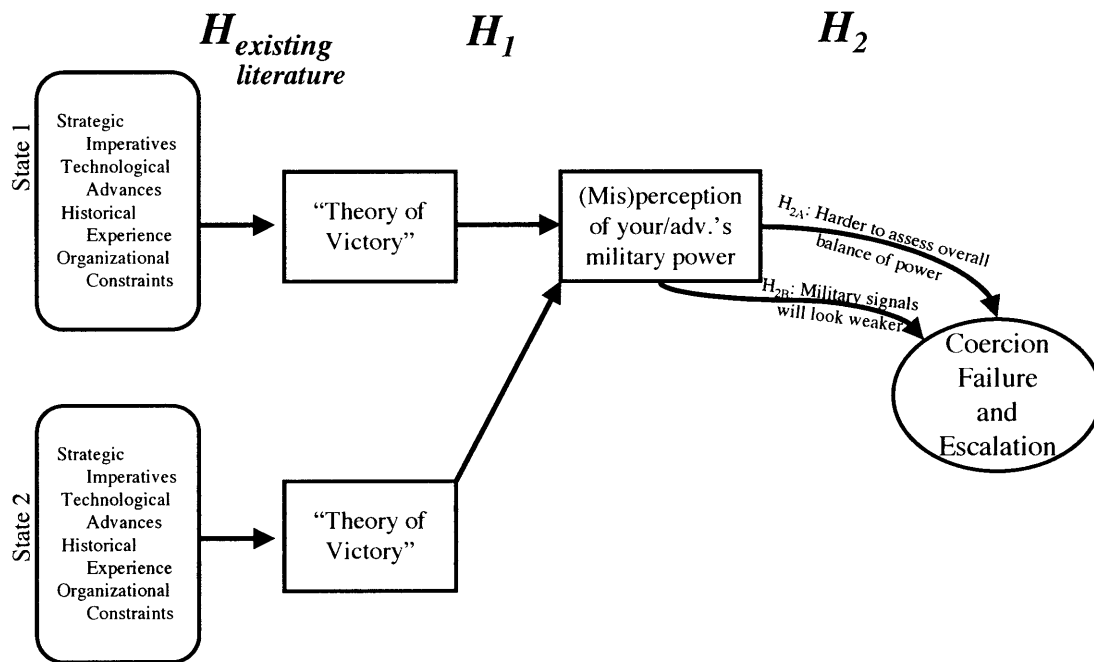 H existing
literature
H1
H2
State 1
Strategic
Imperatives
Technological
Advances
Historical
Experience
Organizational
Constraints
“Theory of
Victory”
(Mis)perception
of your/adv.’s
military power
H2A: Harder to assess overall
balance of power
H2B: Military signals
will look weaker
Coercion
Failure
and
Escalation
State 2
Strategic
Imperatives
Technological
Advances
Historical
Experience
Organizational
Constraints
“Theory of
Victory”